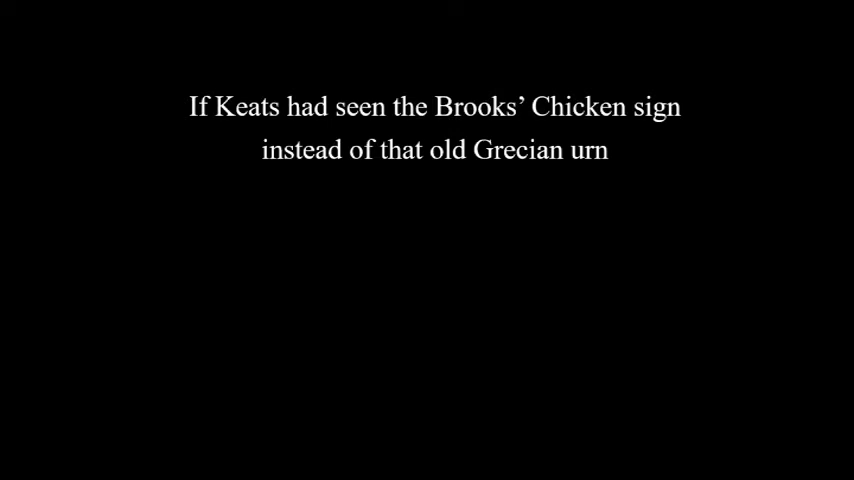 If Keats had seen the Brooks’ Chicken sign
instead of that old Grecian urn